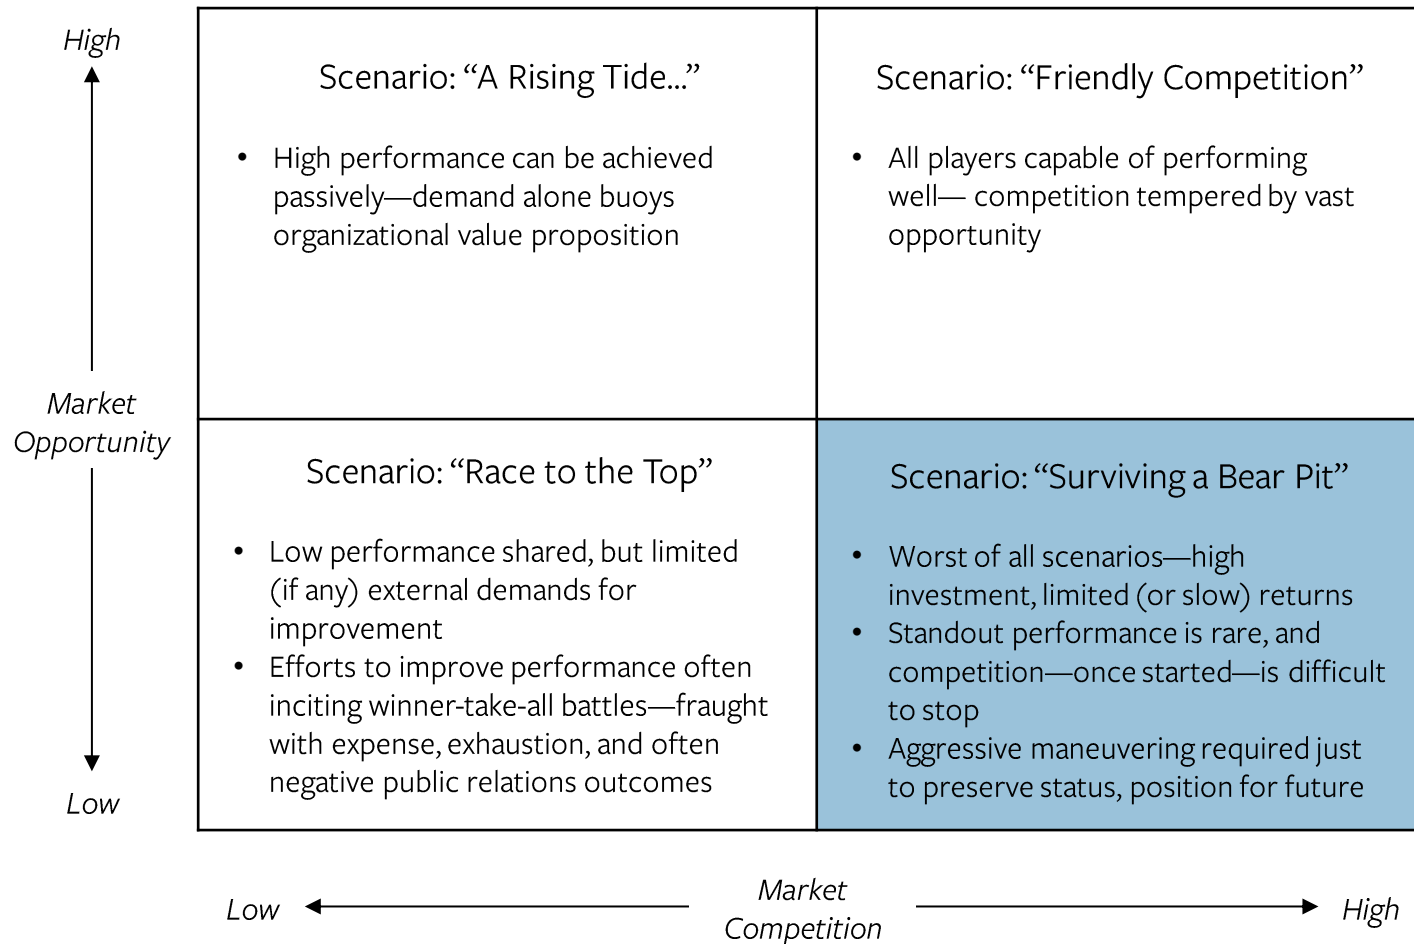 High
Market
Opportunity
Low
Scenario: “A Rising Tide...”
• High performance can be achieved
passively—demand alone buoys
organizational value proposition
Scenario: “Friendly Competition”
• All players capable of performing
well— competition tempered by vast
opportunity
Scenario: “Race to the Top”
• Low performance shared, but limited
(if any) external demands for
improvement
• Efforts to improve performance often
inciting winner-take-all battles—fraught
with expense, exhaustion, and often
negative public relations outcomes
Scenario: “Surviving a Bear Pit”
• Worst of all scenarios—high
investment, limited (or slow) returns
• Standout performance is rare, and
competition—once started—is difficult
to stop
• Aggressive maneuvering required just
to preserve status, position for future
Low
Market
Competition
High